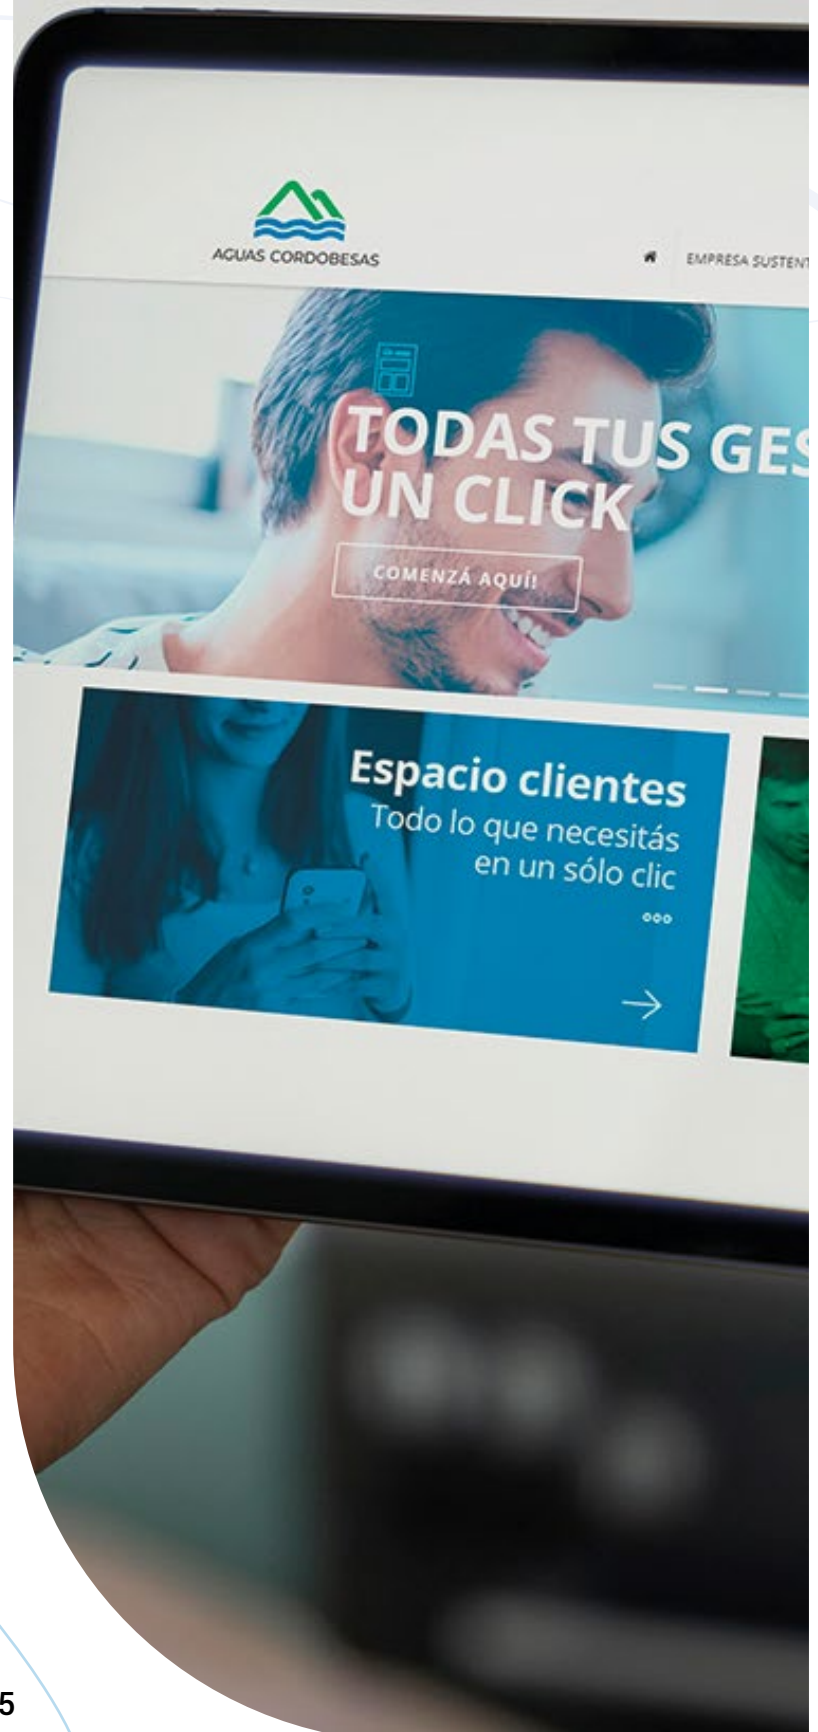 AGUAS CORDOBESAS
EMPRESA SUSTENT
TODAS TUS GES
UN CLICK
COMENZÁ AQUÍ!
Espacio clientes
Todo lo que necesitás
en un sólo clic
5